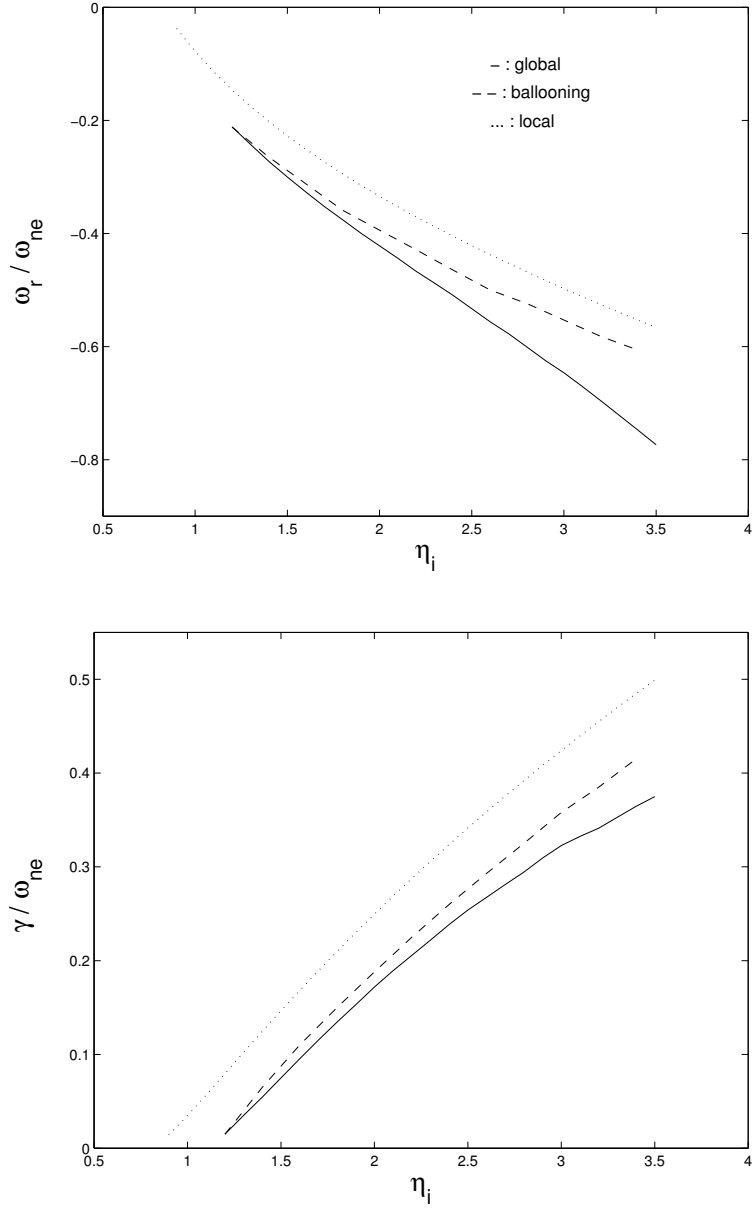 0
−0.2
−0.4
−0.6
−0.8
0.5 1 1.5 2 2.5 3 3.5 4
ω_r / ω_ne
η_i
– : global
– – : ballooning
... : local
0.5
0.4
0.3
0.2
0.1
0
0.5 1 1.5 2 2.5 3 3.5 4
γ / ω_ne
η_i